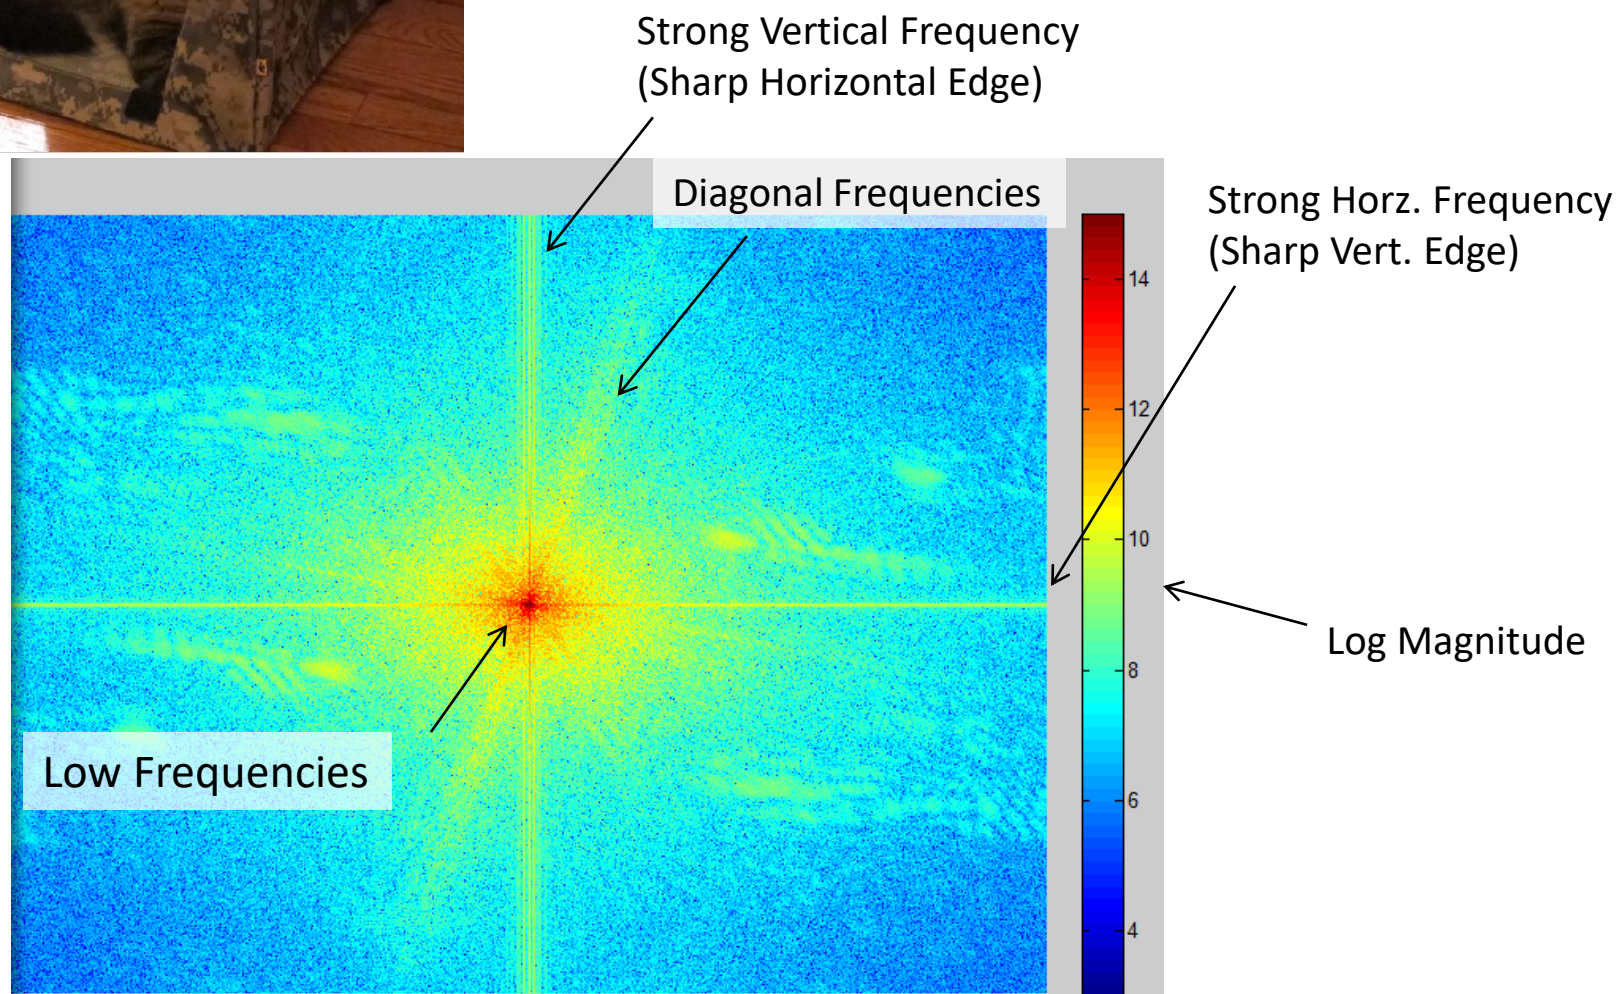 Strong Vertical Frequency
(Sharp Horizontal Edge)
Diagonal Frequencies
Strong Horz. Frequency
(Sharp Vert. Edge)
14
12
10
8
6
4
Log Magnitude
Low Frequencies